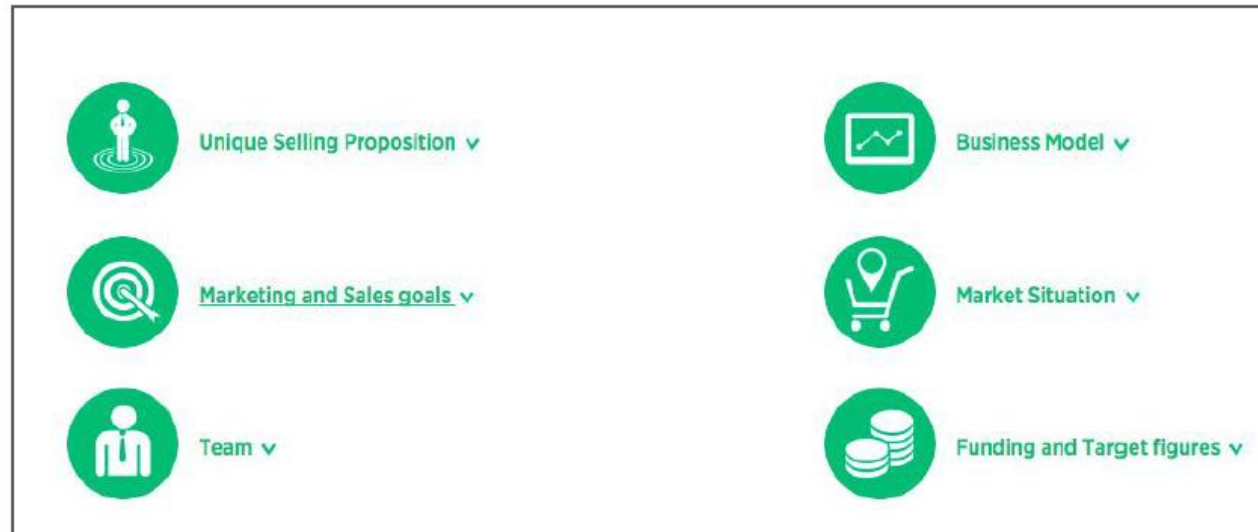 Unique Selling Proposition
Business Model
Marketing and Sales goals
Market Situation
Team
Funding and Target figures